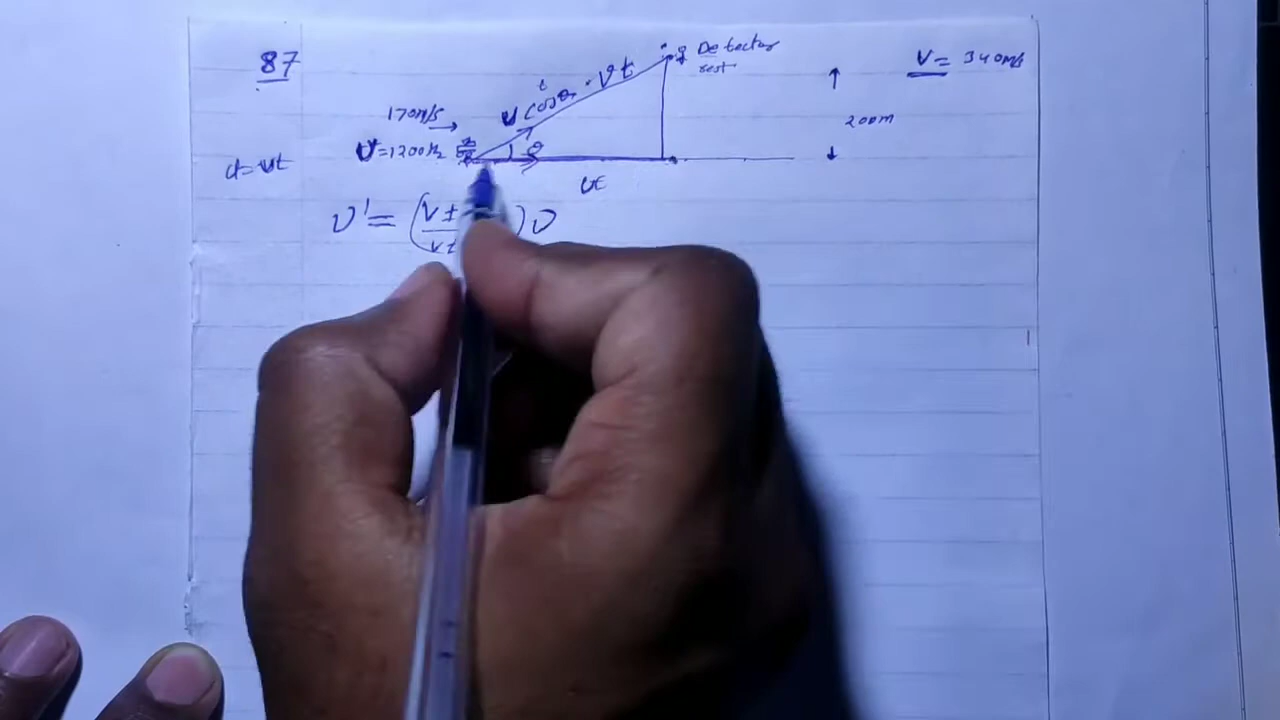 87
Detector
rest
V = 340m/s
170m/s
200m
υ=1200Hz
θ
d=vt
vt
υ' = (V ±
V ± ) υ
u cosθ
Vt